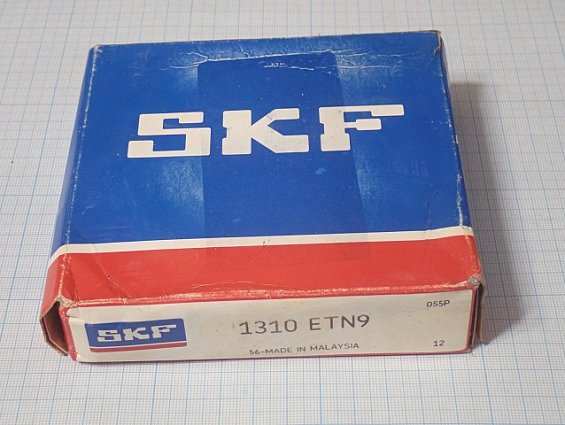 SKF
SKF
1310 ETN9
055P
56-MADE IN MALAYSIA
12